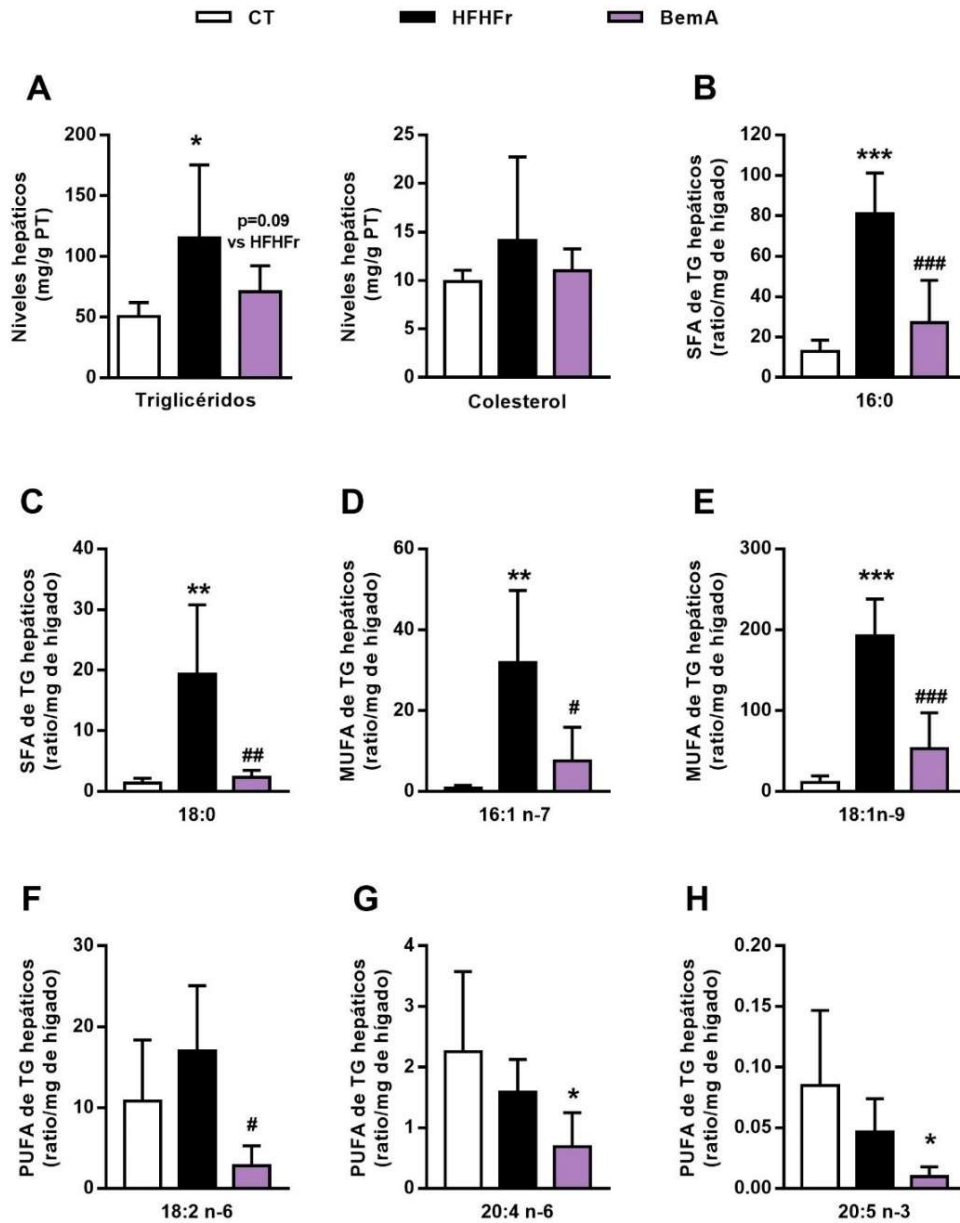 CT HFHFr BemA
A
Niveles hepáticos
(mg/g PT)
200
150
100
50
0
*
p=0.09
vs HFHFr
Triglicéridos
Niveles hepáticos
(mg/g PT)
25
20
15
10
5
0
Colesterol
B
SFA de TG hepáticos
(ratio/mg de hígado)
120
100
80
60
40
20
0
***
###
16:0
C
SFA de TG hepáticos
(ratio/mg de hígado)
40
30
20
10
0
**
##
18:0
D
MUFA de TG hepáticos
(ratio/mg de hígado)
60
40
20
0
**
#
16:1 n-7
E
MUFA de TG hepáticos
(ratio/mg de hígado)
300
200
100
0
***
###
18:1n-9
F
PUFA de TG hepáticos
(ratio/mg de hígado)
30
20
10
0
#
18:2 n-6
G
PUFA de TG hepáticos
(ratio/mg de hígado)
4
3
2
1
0
*
20:4 n-6
H
PUFA de TG hepáticos
(ratio/mg de hígado)
0.20
0.15
0.10
0.05
0.00
*
20:5 n-3